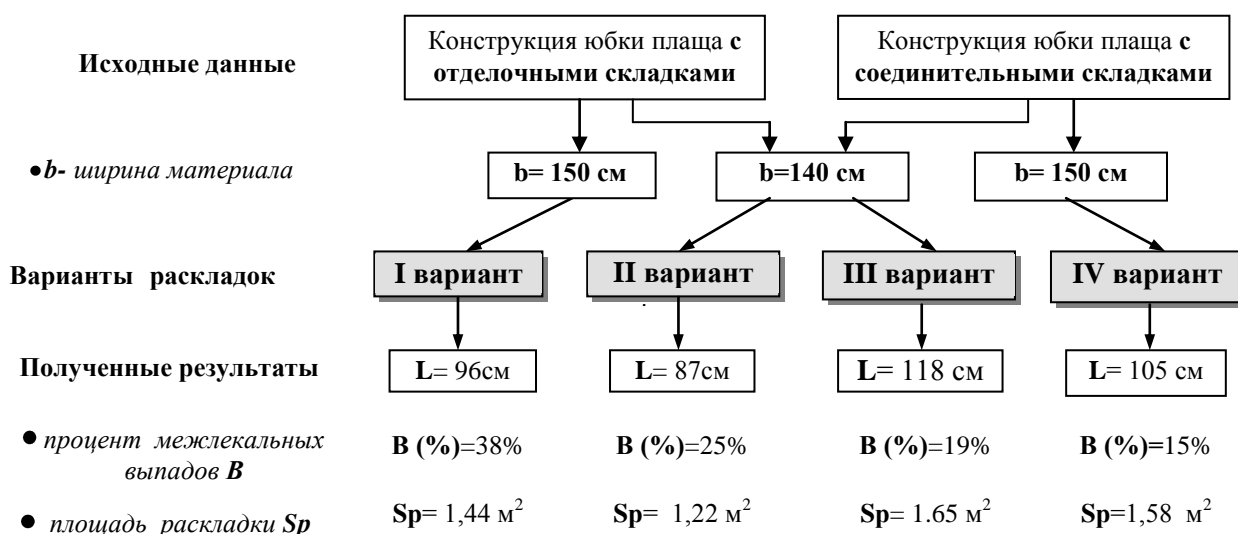 Исходные данные
Конструкция юбки плаща с
отделочными складками
Конструкция юбки плаща с
соединительными складками
•b- ширина материала
b= 150 см
b=140 см
b= 150 см
Варианты раскладок
I вариант
II вариант
III вариант
IV вариант
Полученные результаты
L= 96см
L= 87см
L= 118 см
L= 105 см
• процент межлекальных
выпадов В
В (%)=38%
В (%)=25%
В (%)=19%
В (%)=15%
• площадь раскладки Sp
Sp= 1,44 м²
Sp= 1,22 м²
Sp= 1.65 м²
Sp=1,58 м²